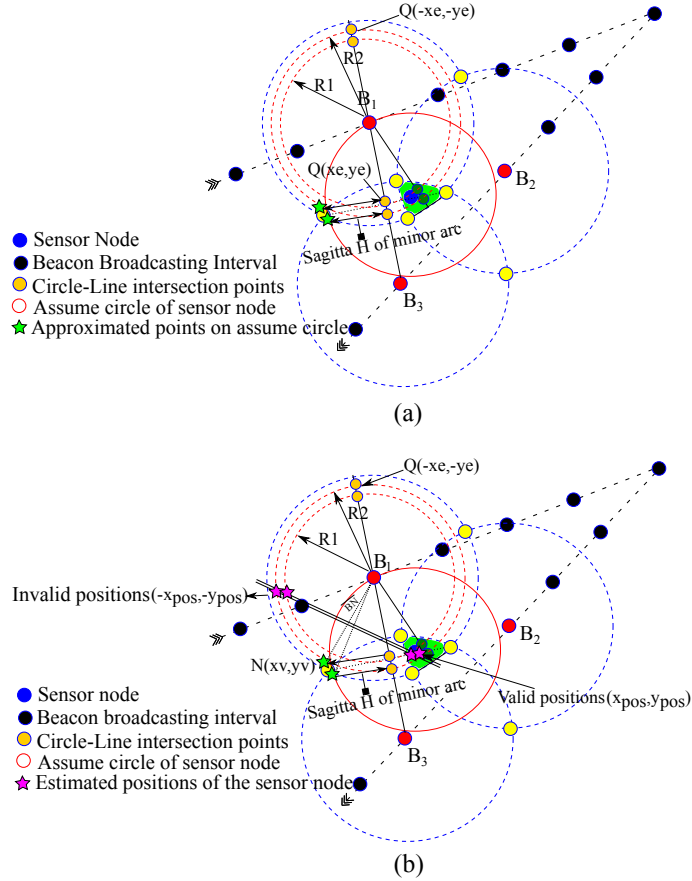 Q(-xe,-ye)
R2
R1
B1
Q(xe,ye)
B2
Sagitta H of minor arc
B3
Sensor Node
Beacon Broadcasting Interval
Circle-Line intersection points
Assume circle of sensor node
Approximated points on assume circle
(a)
Q(-xe,-ye)
R2
R1
B1
Invalid positions(-xpos,-ypos)
BN
B2
N(xv,yv)
Sagitta H of minor arc
Valid positions(xpos,ypos)
Sensor node
Beacon broadcasting interval
Circle-Line intersection points
B3
Assume circle of sensor node
Estimated positions of the sensor node
(b)